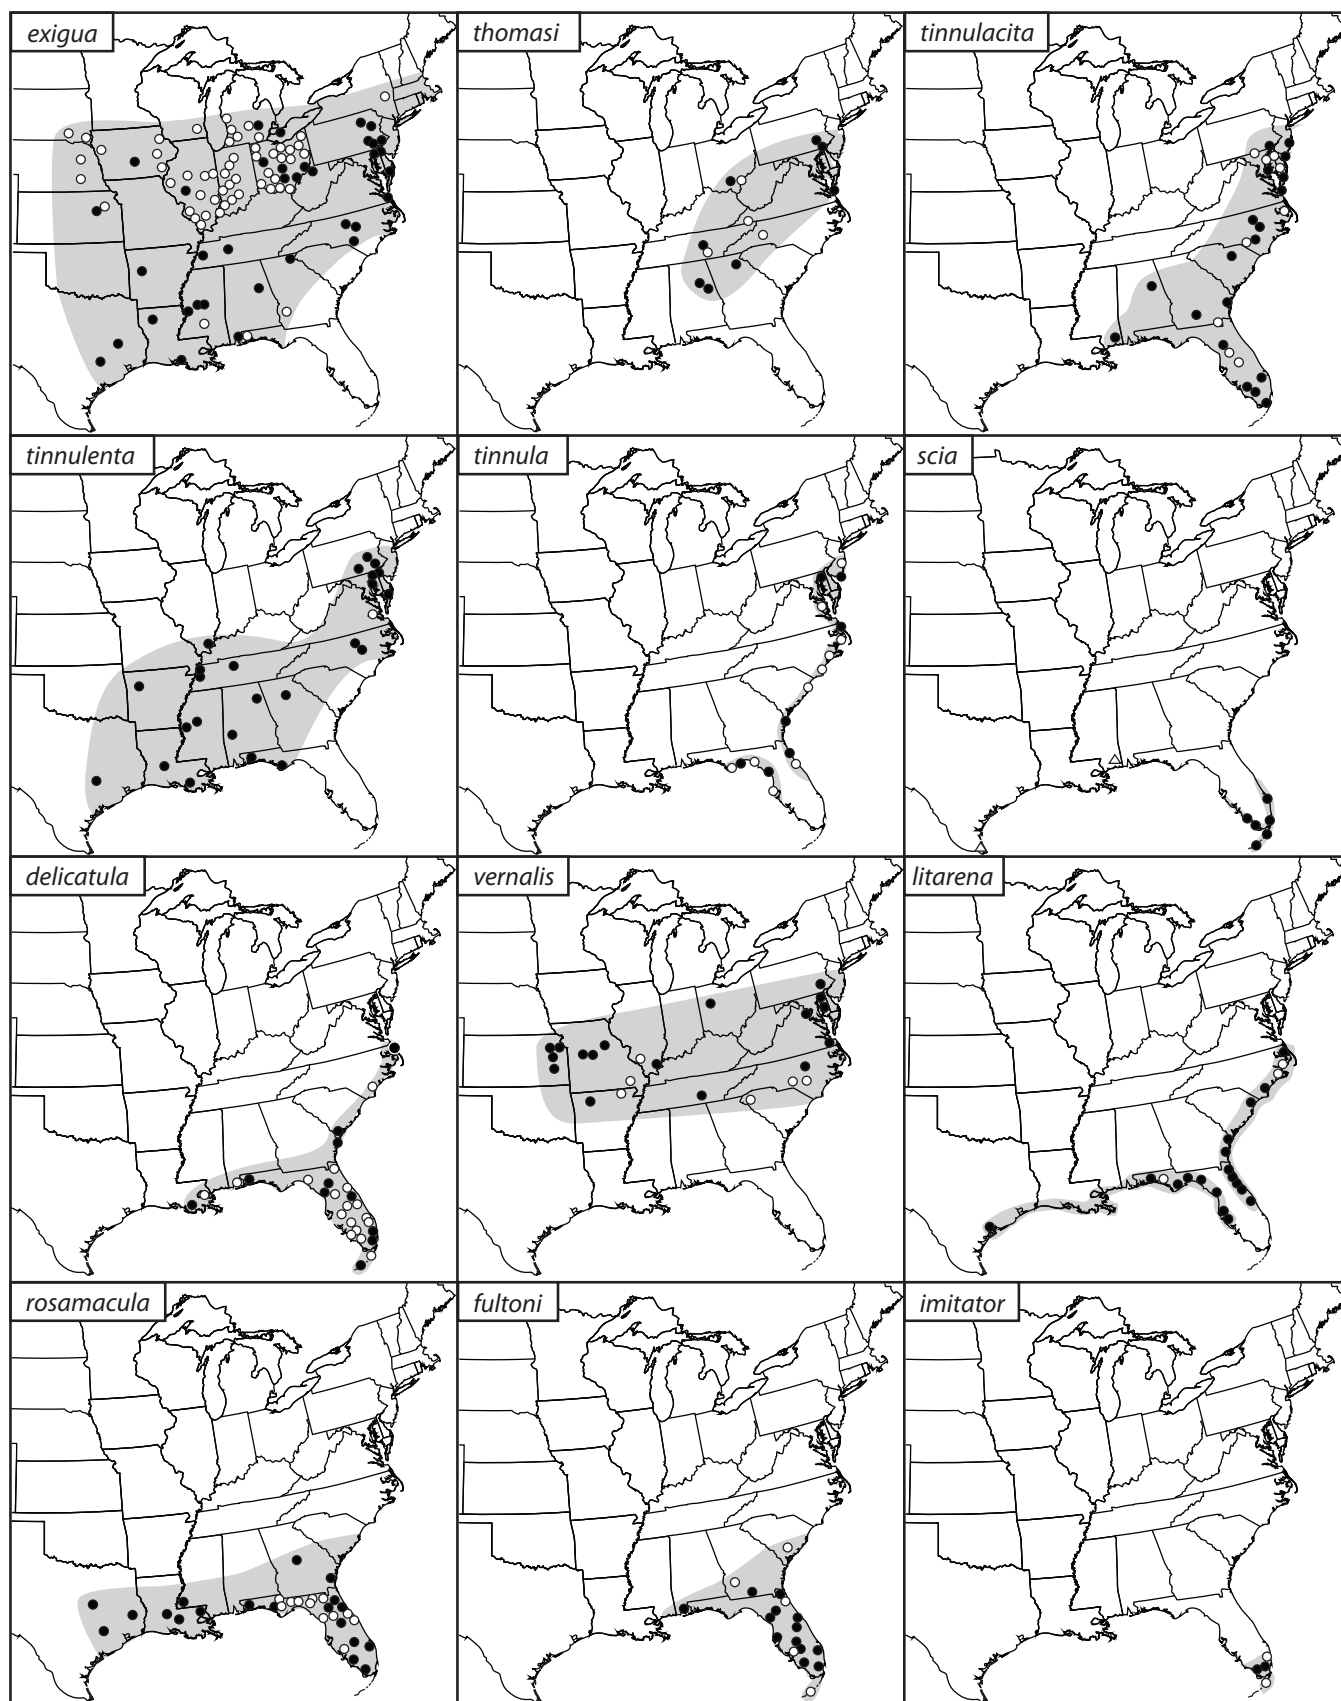 exigua
thomasi
tinnulacita
tinnulenta
tinnula
scia
delicatula
vernalis
litarena
rosamacula
fultoni
imitator